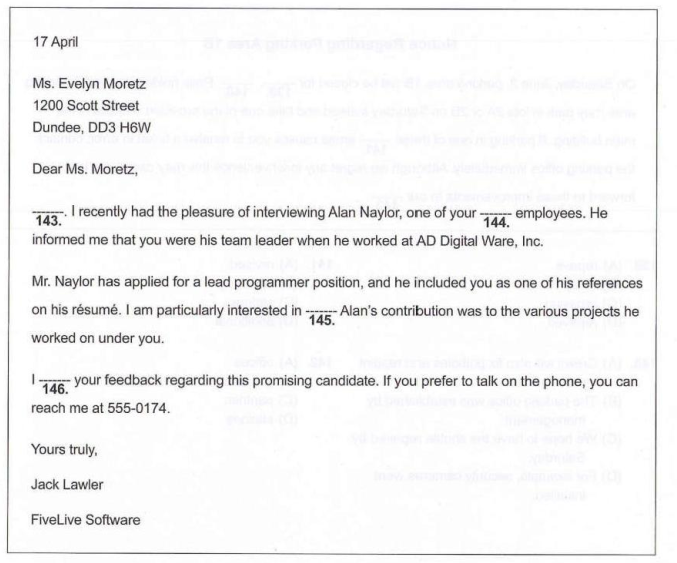 17 April
Ms. Evelyn Moretz
1200 Scott Street
Dundee, DD3 H6W
Dear Ms. Moretz,
-------. I recently had the pleasure of interviewing Alan Naylor, one of your ------- employees. He
143. 144.
informed me that you were his team leader when he worked at AD Digital Ware, Inc.
Mr. Naylor has applied for a lead programmer position, and he included you as one of his references
on his résumé. I am particularly interested in ------- Alan's contribution was to the various projects he
145.
worked on under you.
I ------- your feedback regarding this promising candidate. If you prefer to talk on the phone, you can
146.
reach me at 555-0174.
Yours truly,
Jack Lawler
FiveLive Software